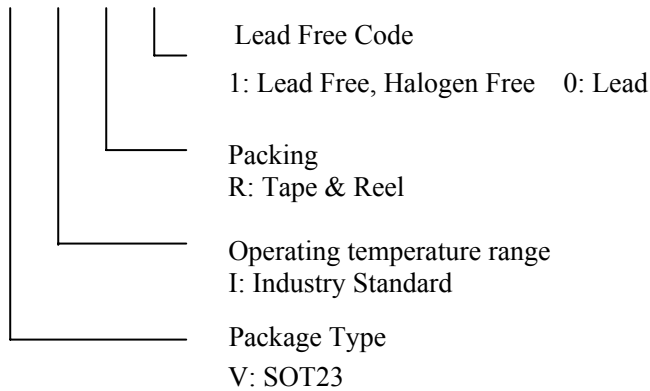 Lead Free Code
1: Lead Free, Halogen Free 0: Lead
Packing
R: Tape & Reel
Operating temperature range
I: Industry Standard
Package Type
V: SOT23